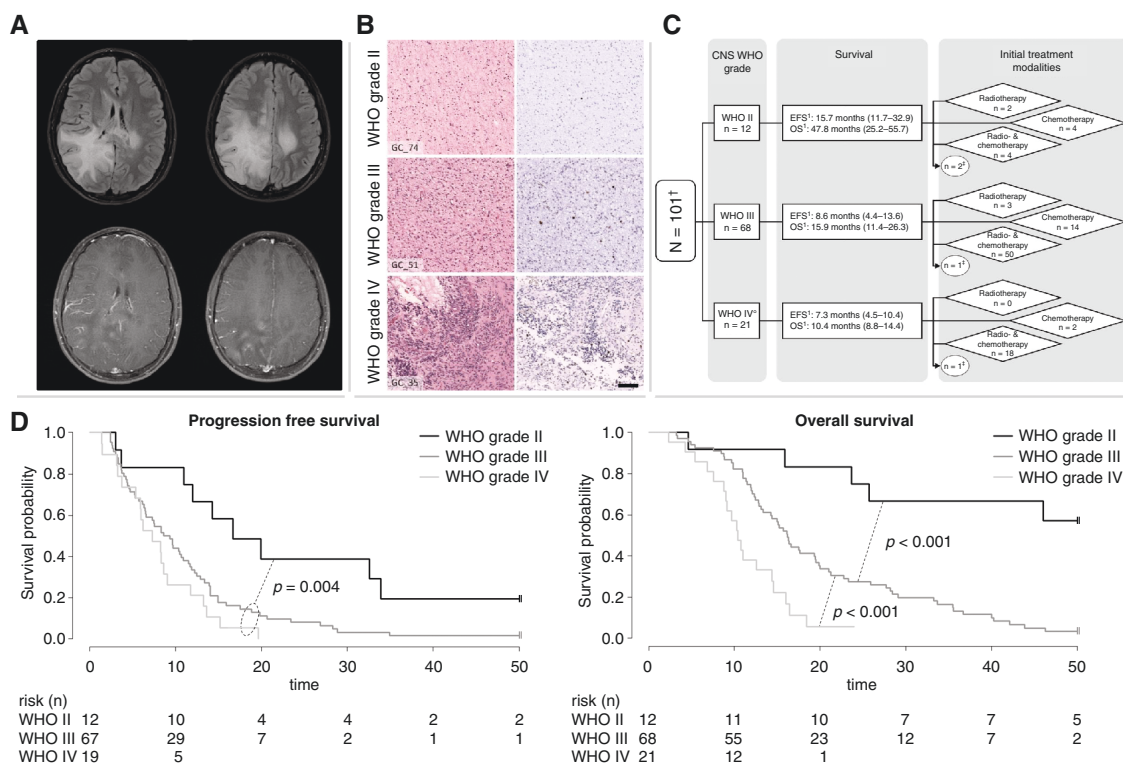 A
B
WHO grade II
GC_74
WHO grade III
GC_51
WHO grade IV
GC_35
C
CNS WHO
grade
Survival
Initial treatment
modalities
N = 101†
WHO II
n = 12
EFS¹: 15.7 months (11.7–32.9)
OS¹: 47.8 months (25.2–55.7)
Radiotherapy
n = 2
Chemotherapy
n = 4
Radio- &
chemotherapy
n = 4
n = 2‡
WHO III
n = 68
EFS¹: 8.6 months (4.4–13.6)
OS¹: 15.9 months (11.4–26.3)
Radiotherapy
n = 3
Chemotherapy
n = 14
Radio- &
chemotherapy
n = 50
n = 1‡
WHO IV°
n = 21
EFS¹: 7.3 months (4.5–10.4)
OS¹: 10.4 months (8.8–14.4)
Radiotherapy
n = 0
Chemotherapy
n = 2
Radio- &
chemotherapy
n = 18
n = 1‡
D
Progression free survival
WHO grade II
WHO grade III
WHO grade IV
Survival probability
1.0
0.8
0.6
0.4
0.2
0.0
p = 0.004
0 10 20 30 40 50
time
risk (n)
WHO II 12 10 4 4 2 2
WHO III 67 29 7 2 1 1
WHO IV 19 5
Overall survival
WHO grade II
WHO grade III
WHO grade IV
Survival probability
1.0
0.8
0.6
0.4
0.2
0.0
p < 0.001
p < 0.001
0 10 20 30 40 50
time
risk (n)
WHO II 12 11 10 7 7 5
WHO III 68 55 23 12 7 2
WHO IV 21 12 1